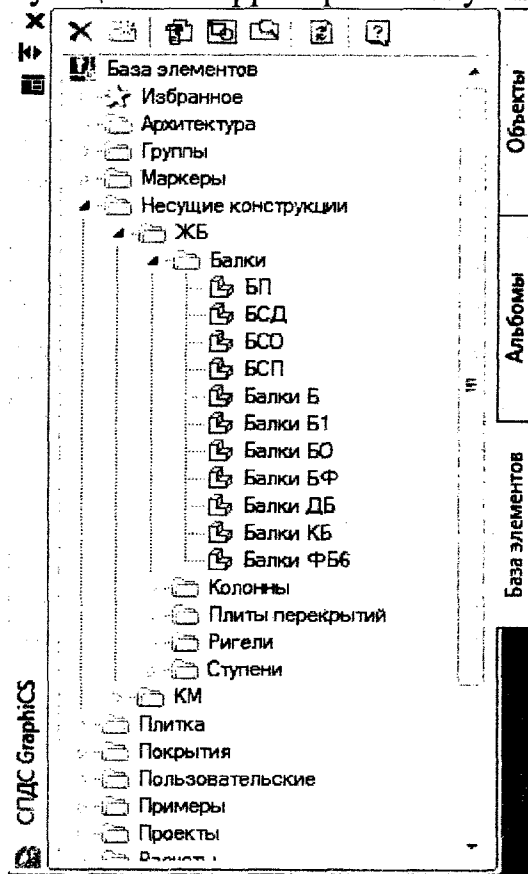 База элементов
Избранное
Архитектура
Группы
Маркеры
Несущие конструкции
ЖБ
Балки
БП
БСД
БСО
БСП
Балки Б
Балки Б1
Балки БО
Балки БФ
Балки ДБ
Балки КБ
Балки ФБ6
Колонны
Плиты перекрытий
Ригели
Ступени
КМ
Плитка
Покрытия
Пользовательские
Примеры
Проекты
Расчеты
Объекты
Альбомы
База элементов
СПДС GraphiCS